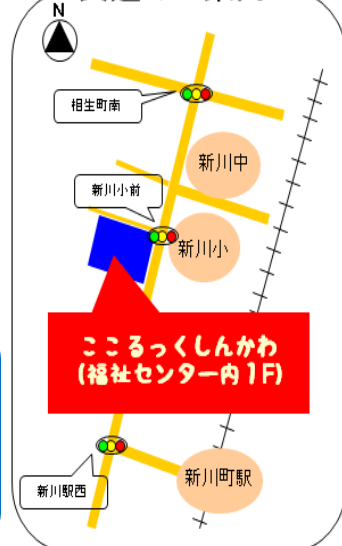 N
相生町南
新川中
新川小前
新川小
こころっくしんかわ
(福祉センター内1F)
新川駅西
新川町駅